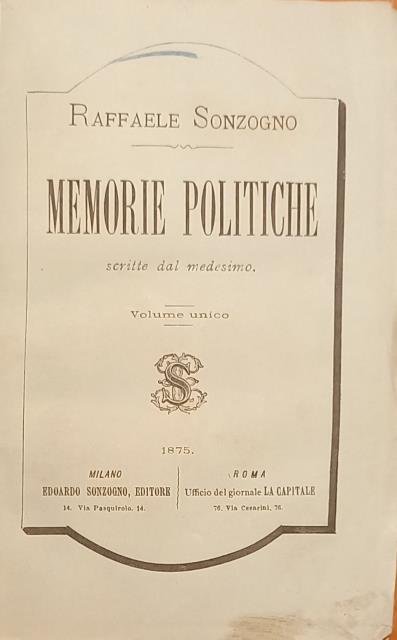 RAFFAELE SONZOGNO
MEMORIE POLITICHE
scritte dal medesimo.
Volume unico
S
1875.
MILANO
EDOARDO SONZOGNO, EDITORE
14. Via Pasquirolo. 14.
ROMA
Ufficio del giornale LA CAPITALE
76. Via Cesarini, 76.